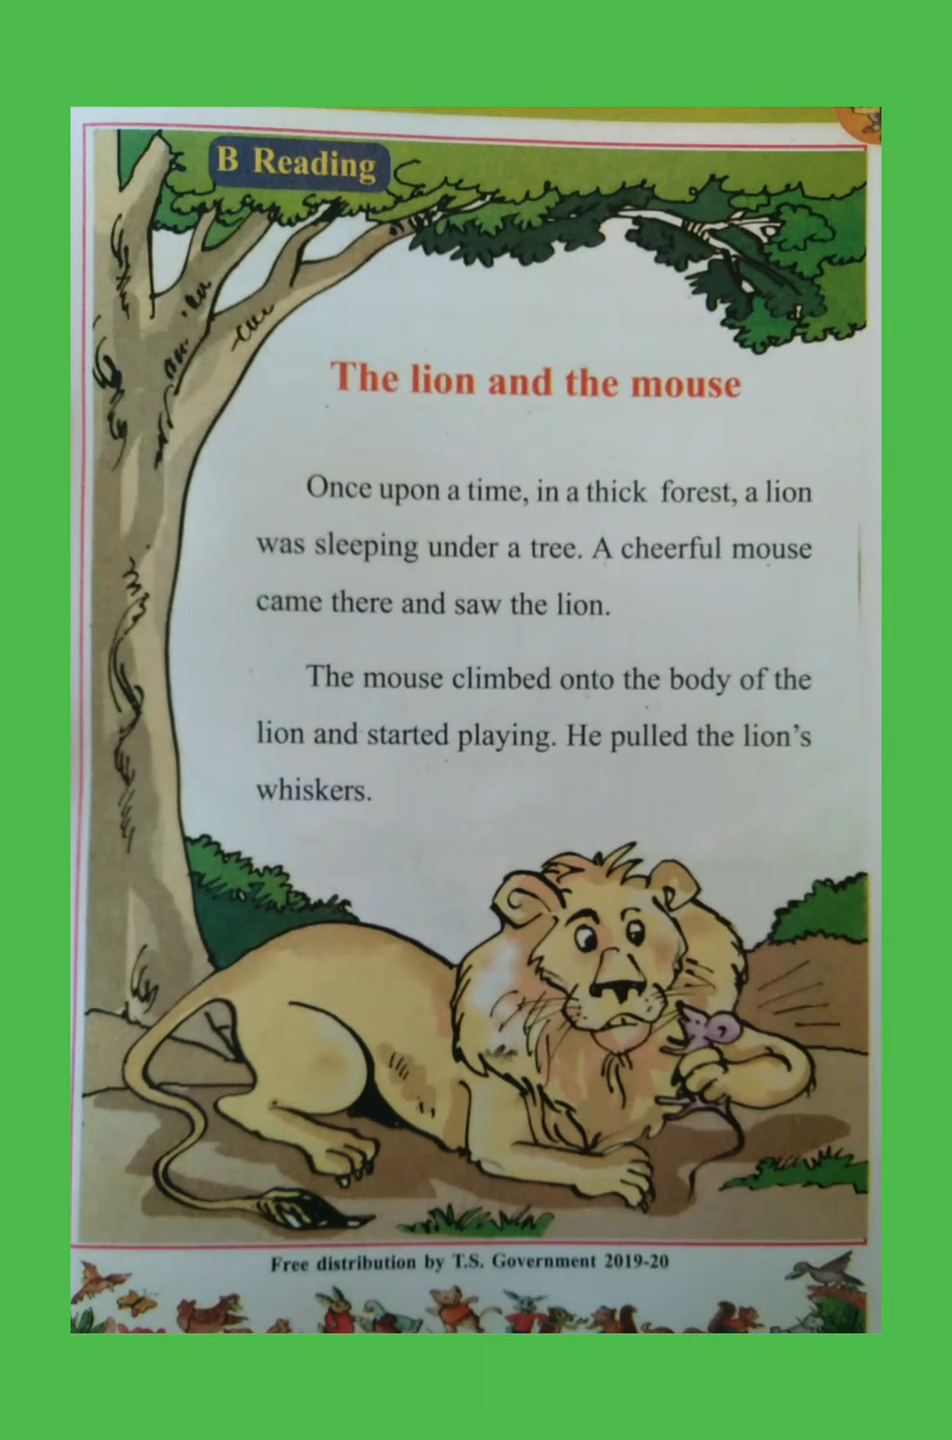 B Reading
The lion and the mouse
Once upon a time, in a thick forest, a lion
was sleeping under a tree. A cheerful mouse
came there and saw the lion.
The mouse climbed onto the body of the
lion and started playing. He pulled the lion's
whiskers.
Free distribution by T.S. Government 2019-20